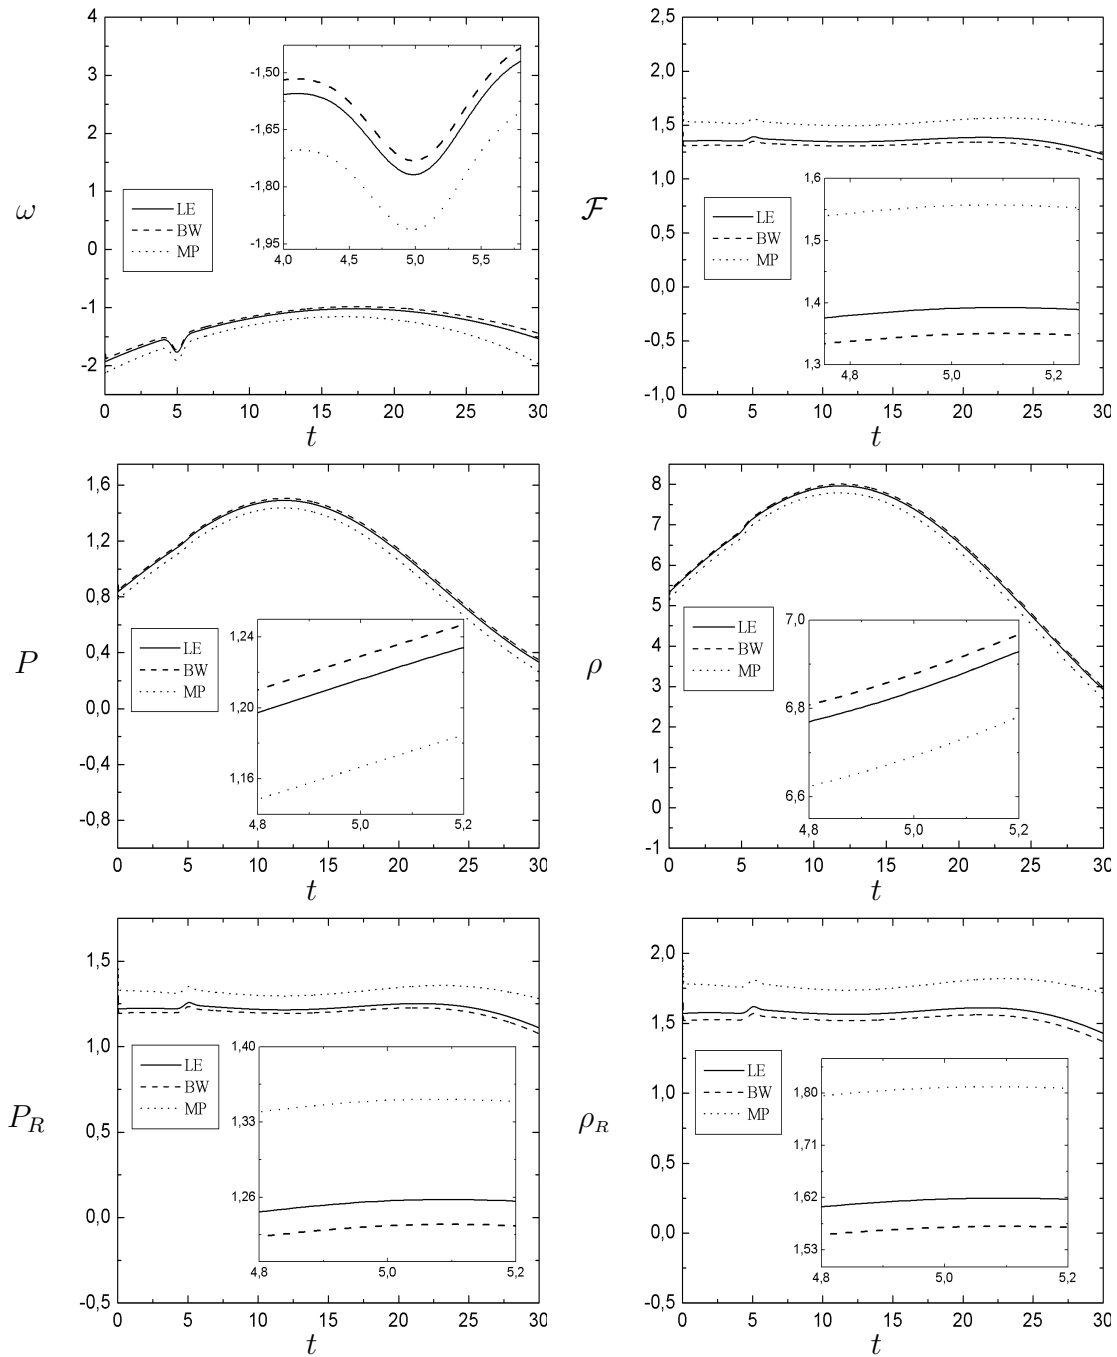 ω
4
3
2
1
0
-1
-2
0 5 10 15 20 25 30
t
LE
BW
MP
-1,50
-1,65
-1,80
-1,95
4,0 4,5 5,0 5,5
ℱ
2,5
2,0
1,5
1,0
0,5
0,0
-0,5
-1,0
0 5 10 15 20 25 30
t
LE
BW
MP
1,6
1,5
1,4
1,3
4,8 5,0 5,2
P
1,6
1,2
0,8
0,4
0,0
-0,4
-0,8
0 5 10 15 20 25 30
t
LE
BW
MP
1,24
1,20
1,16
4,8 5,0 5,2
ρ
8
7
6
5
4
3
2
1
0
-1
0 5 10 15 20 25 30
t
LE
BW
MP
7,0
6,8
6,6
4,8 5,0 5,2
P_R
1,5
1,0
0,5
0,0
-0,5
0 5 10 15 20 25 30
t
LE
BW
MP
1,40
1,33
1,26
4,8 5,0 5,2
ρ_R
2,0
1,5
1,0
0,5
0,0
-0,5
0 5 10 15 20 25 30
t
LE
BW
MP
1,80
1,71
1,62
1,53
4,8 5,0 5,2